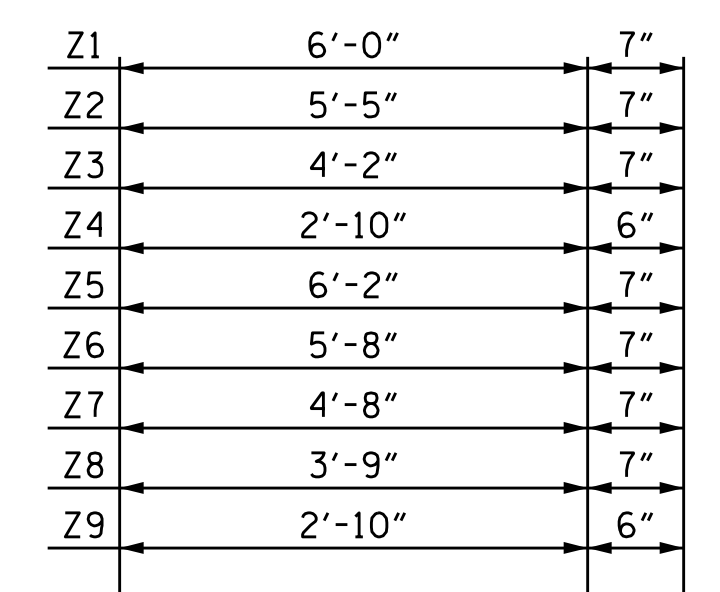 Z1 6'-0" 7"
Z2 5'-5" 7"
Z3 4'-2" 7"
Z4 2'-10" 6"
Z5 6'-2" 7"
Z6 5'-8" 7"
Z7 4'-8" 7"
Z8 3'-9" 7"
Z9 2'-10" 6"